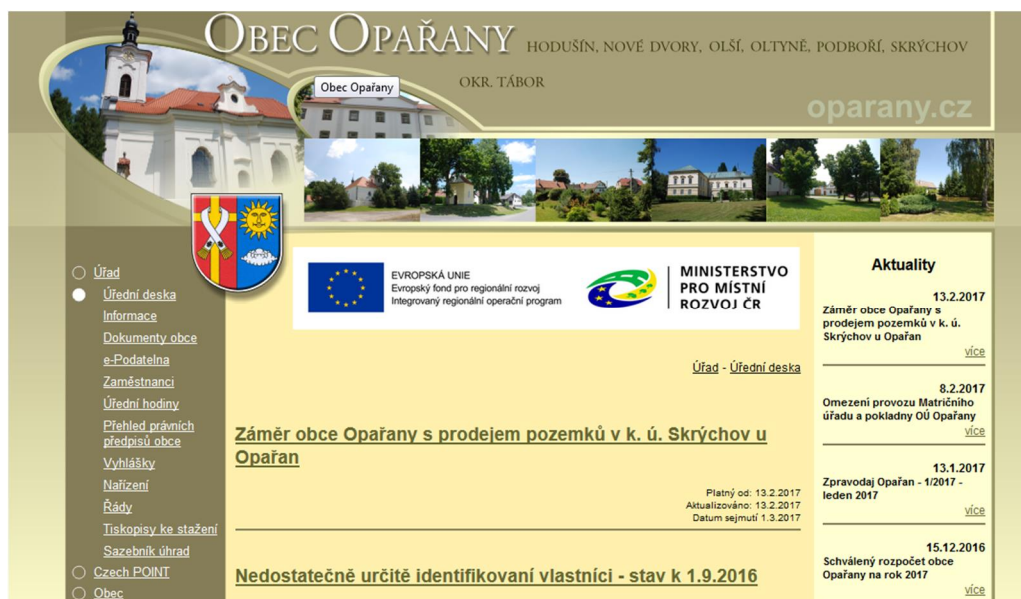 OBEC OPAŘANY HODUŠÍN, NOVÉ DVORY, OLŠÍ, OLTYNĚ, PODBOŘÍ, SKRÝCHOV
OKR. TÁBOR
Obec Opařany
oparany.cz
Úřad
Úřední deska
Informace
Dokumenty obce
e-Podatelna
Zaměstnanci
Úřední hodiny
Přehled právních
předpisů obce
Vyhlášky
Nařízení
Řády
Tiskopisy ke stažení
Sazebník úhrad
Czech POINT
Obec
EVROPSKÁ UNIE
Evropský fond pro regionální rozvoj
Integrovaný regionální operační program
MINISTERSTVO
PRO MÍSTNÍ
ROZVOJ ČR
Úřad - Úřední deska
Záměr obce Opařany s prodejem pozemků v k. ú. Skrýchov u
Opařan
Platný od: 13.2.2017
Aktualizováno: 13.2.2017
Datum sejmutí 1.3.2017
Nedostatečně určitě identifikovaní vlastníci - stav k 1.9.2016
Aktuality
13.2.2017
Záměr obce Opařany s
prodejem pozemků v k. ú.
Skrýchov u Opařan
více
8.2.2017
Omezení provozu Matričního
úřadu a pokladny OÚ Opařany
více
13.1.2017
Zpravodaj Opařan - 1/2017 -
leden 2017
více
15.12.2016
Schválený rozpočet obce
Opařany na rok 2017
více